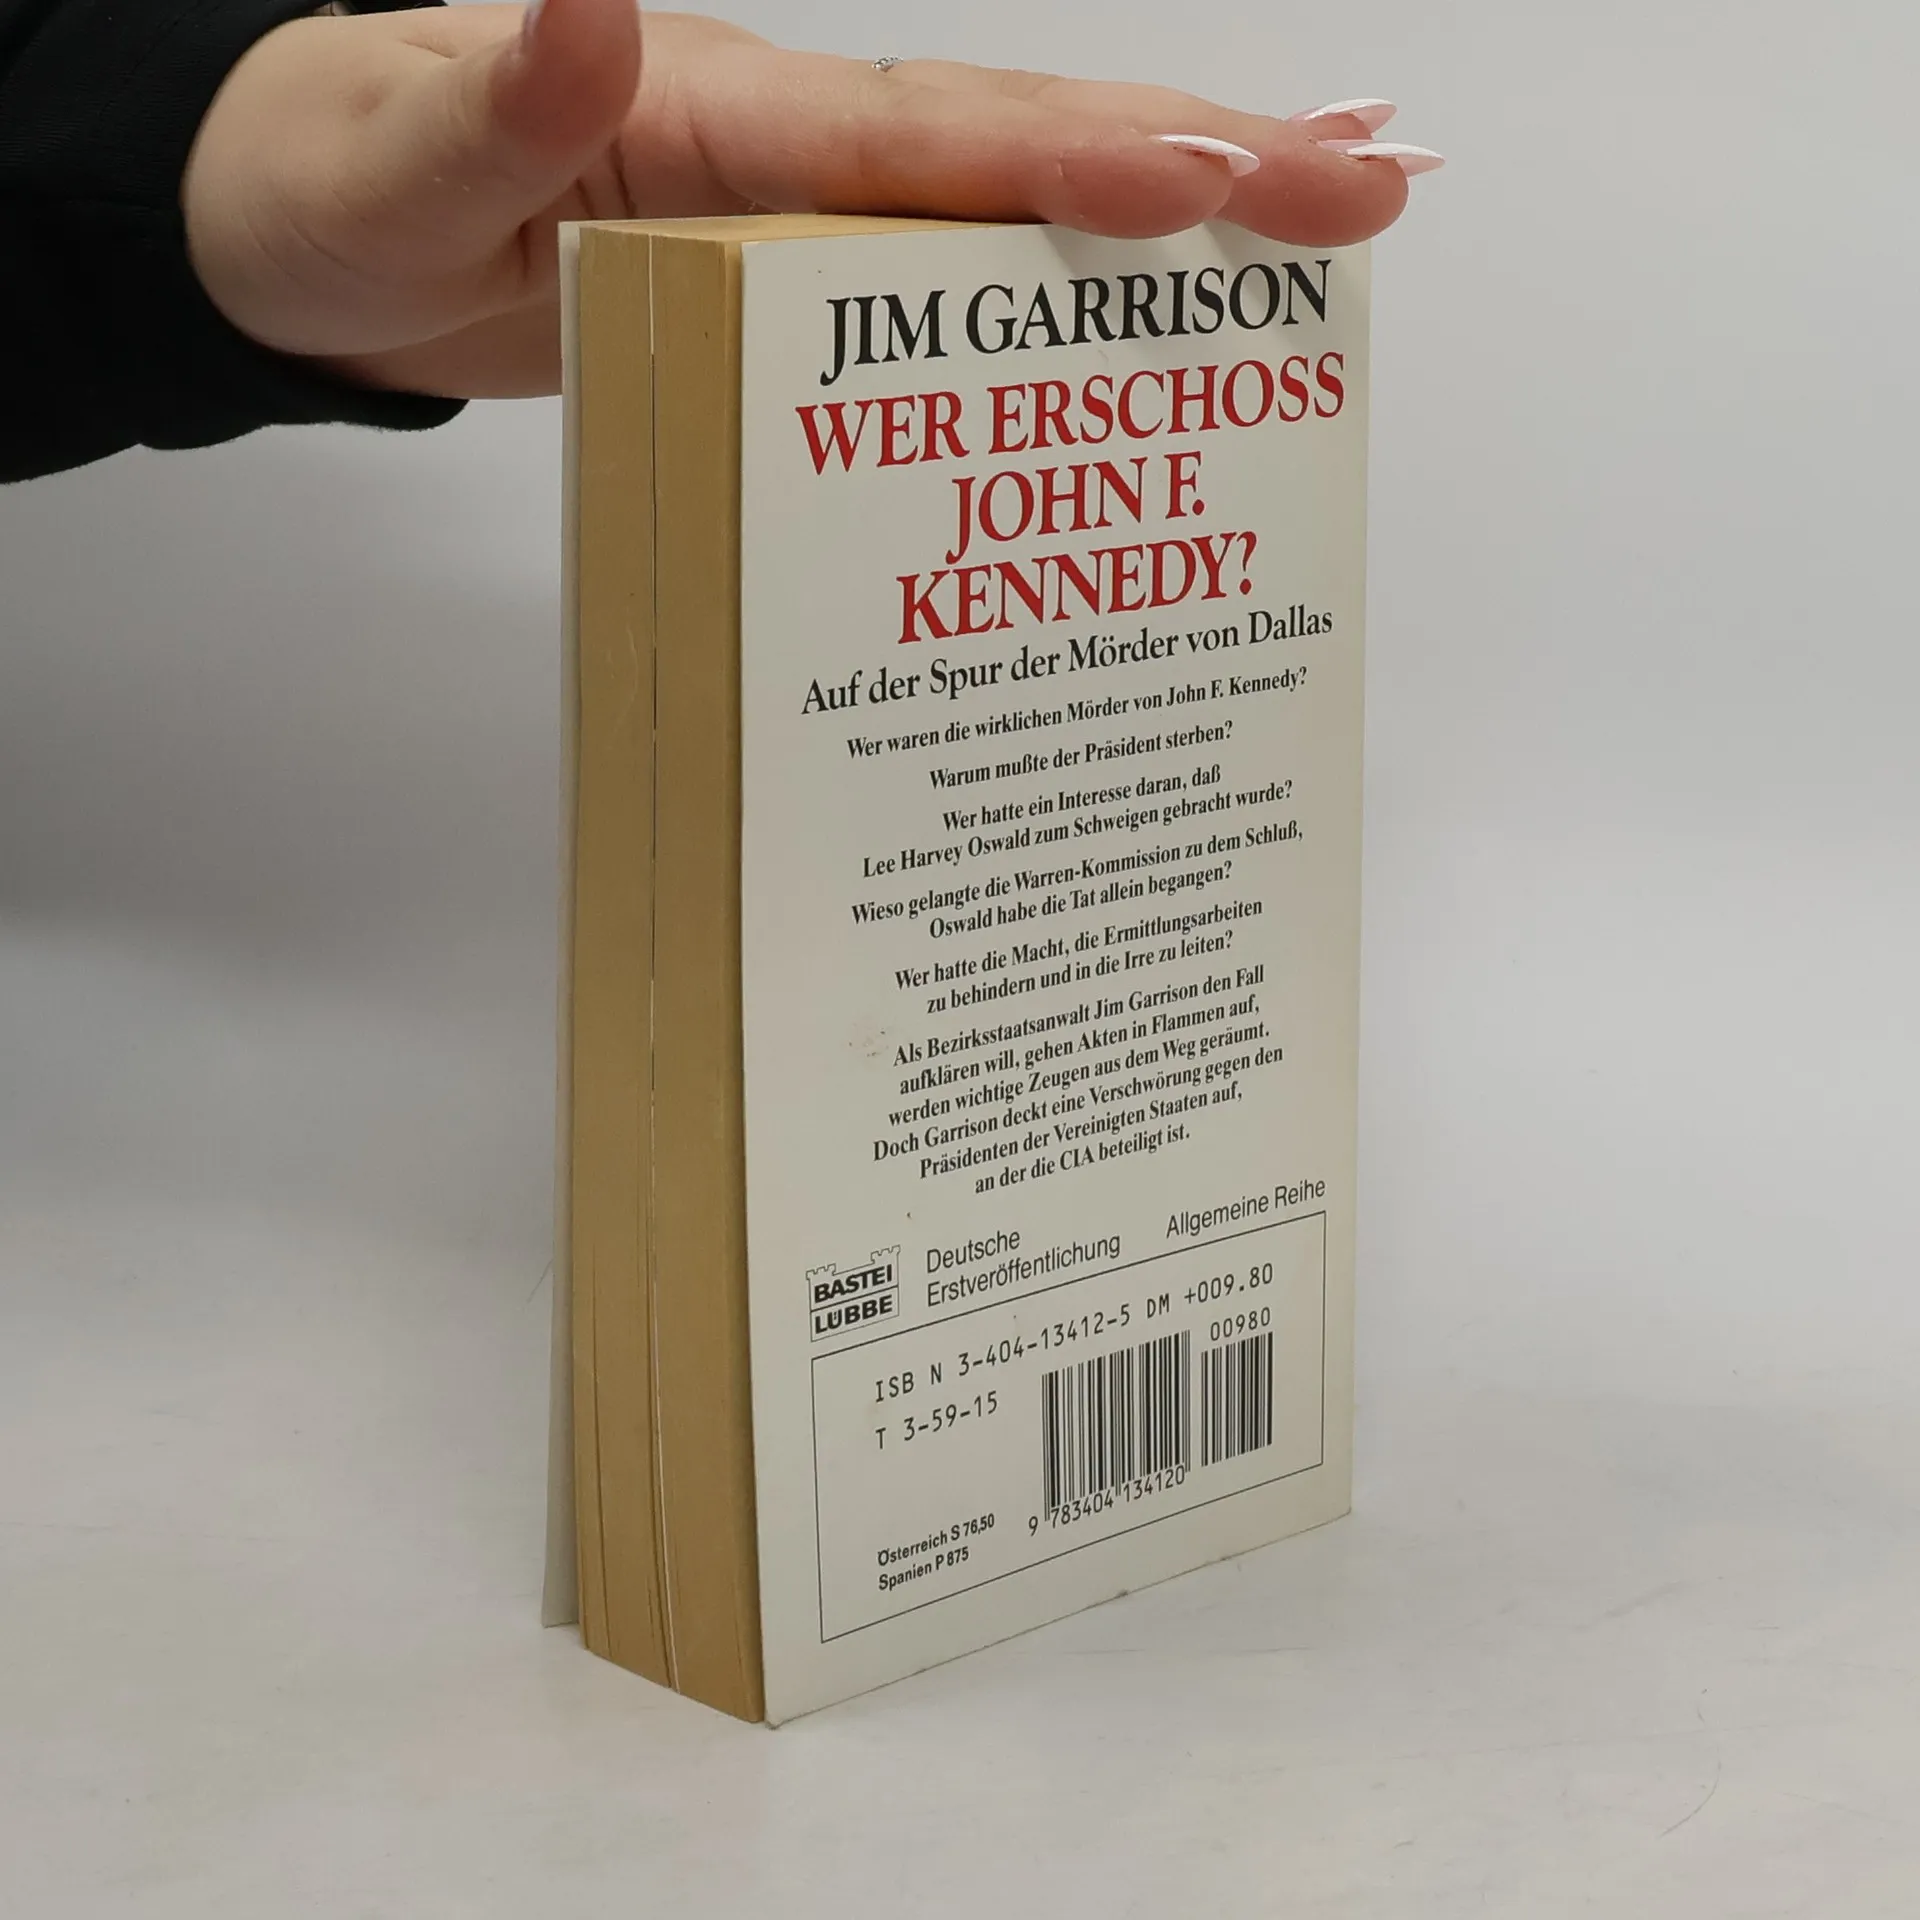 JIM GARRISON
WER ERSCHOSS
JOHN F.
KENNEDY?
Auf der Spur der Mörder von Dallas
Wer waren die wirklichen Mörder von John F. Kennedy?
Warum mußte der Präsident sterben?
Wer hatte ein Interesse daran, daß
Lee Harvey Oswald zum Schweigen gebracht wurde?
Wieso gelangte die Warren-Kommission zu dem Schluß,
Oswald habe die Tat allein begangen?
Wer hatte die Macht, die Ermittlungsarbeiten
zu behindern und in die Irre zu leiten?
Als Bezirksstaatsanwalt Jim Garrison den Fall
aufklären will, gehen Akten in Flammen auf,
werden wichtige Zeugen aus dem Weg geräumt.
Doch Garrison deckt eine Verschwörung gegen den
Präsidenten der Vereinigten Staaten auf,
an der die CIA beteiligt ist.
BASTEI
LÜBBE
Deutsche
Erstveröffentlichung
Allgemeine Reihe
ISB N 3-404-13412-5 DM +009.80
T 3-59-15
00980
9 783404 134120
Österreich S 76,50
Spanien P 875